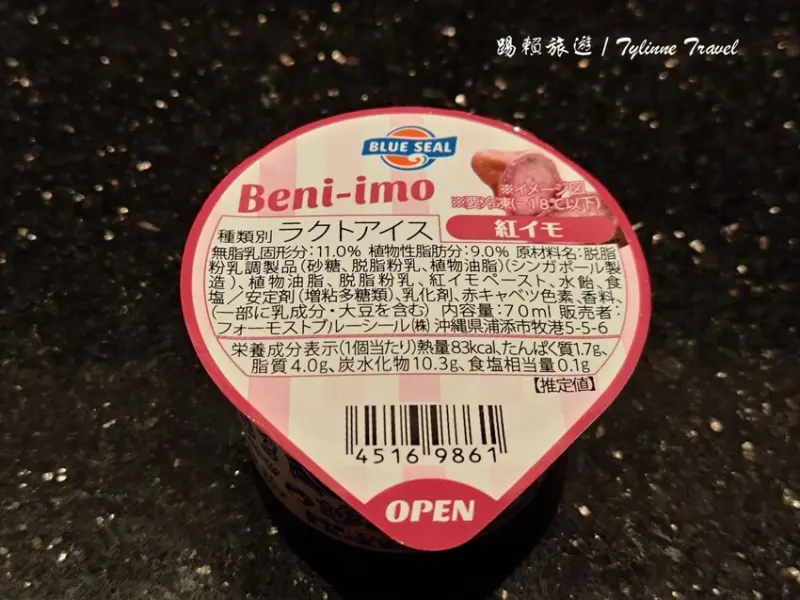 踢賴旅遊 / Tylinne Travel
BLUE SEAL
Beni-imo
※イメージ
※要冷凍(－18℃以下)
種類別 ラクトアイス
紅イモ
無脂乳固形分：11.0% 植物性脂肪分：9.0% 原材料名：脱脂
粉乳調製品(砂糖、脱脂粉乳、植物油脂)(シンガポール製
造)、植物油脂、脱脂粉乳、紅イモペースト、水飴、食
塩／安定剤(増粘多糖類)、乳化剤、赤キャベツ色素、香料、
(一部に乳成分・大豆を含む) 内容量：70ml 販売者：
フォーモストブルーシール㈱ 沖縄県浦添市牧港5-5-6
栄養成分表示(1個当たり)熱量83kcal、たんぱく質1.7g、
脂質4.0g、炭水化物10.3g、食塩相当量0.1g
【推定値】
4516 9861
OPEN